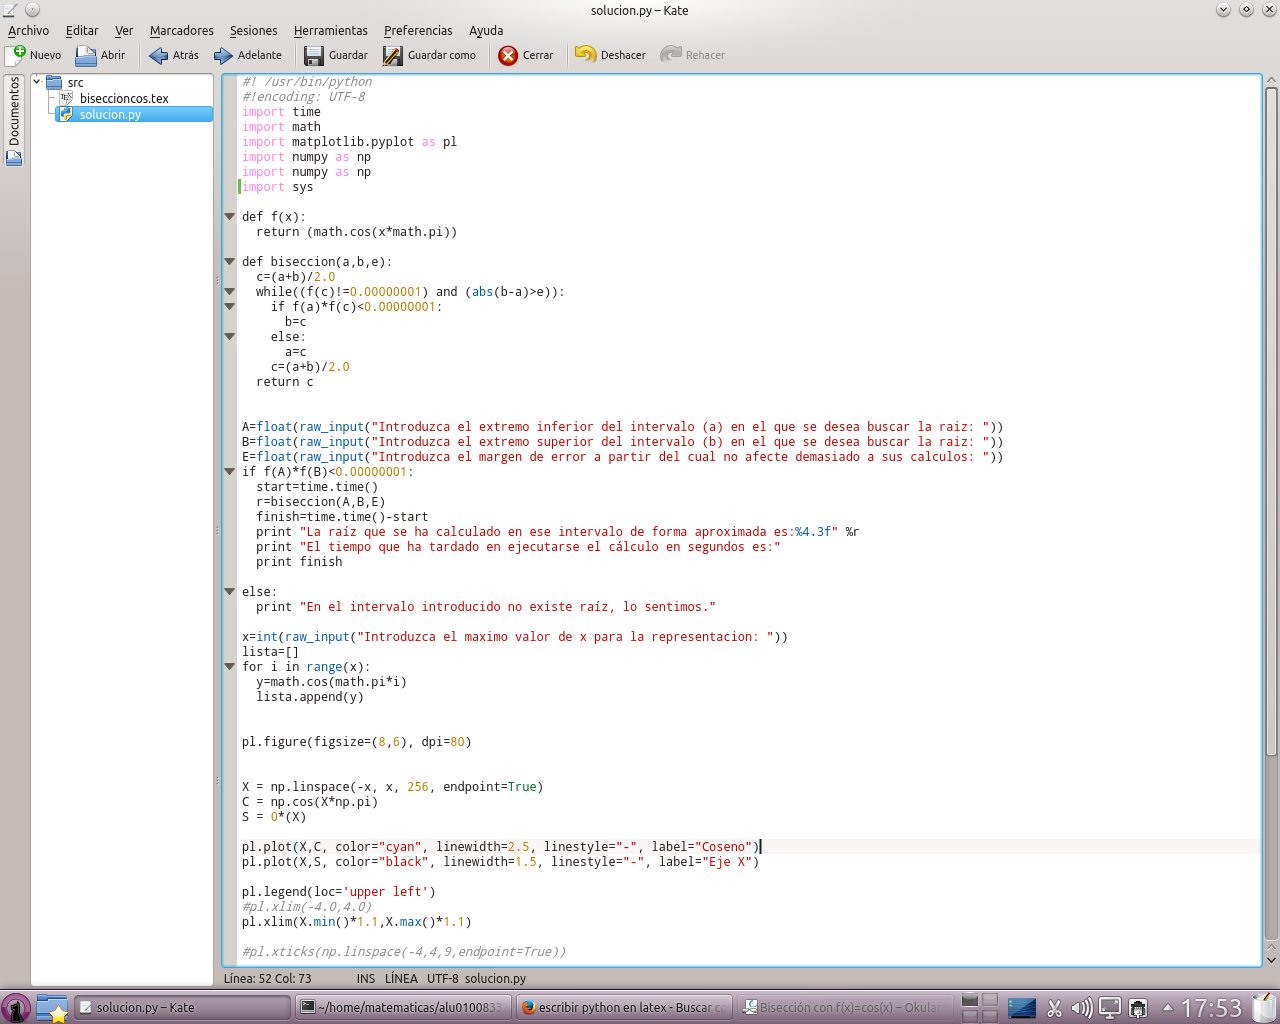 solucion.py – Kate
Archivo Editar Ver Marcadores Sesiones Herramientas Preferencias Ayuda
Nuevo Abrir Atrás Adelante Guardar Guardar como Cerrar Deshacer Rehacer
Documentos
src
biseccioncos.tex
solucion.py
#! /usr/bin/python
#!encoding: UTF-8
import time
import math
import matplotlib.pyplot as pl
import numpy as np
import numpy as np
import sys
def f(x):
  return (math.cos(x*math.pi))
def biseccion(a,b,e):
  c=(a+b)/2.0
  while((f(c)!=0.00000001) and (abs(b-a)>e)):
    if f(a)*f(c)<0.00000001:
      b=c
    else:
      a=c
    c=(a+b)/2.0
  return c
A=float(raw_input("Introduzca el extremo inferior del intervalo (a) en el que se desea buscar la raiz: "))
B=float(raw_input("Introduzca el extremo superior del intervalo (b) en el que se desea buscar la raiz: "))
E=float(raw_input("Introduzca el margen de error a partir del cual no afecte demasiado a sus calculos: "))
if f(A)*f(B)<0.00000001:
  start=time.time()
  r=biseccion(A,B,E)
  finish=time.time()-start
  print "La raíz que se ha calculado en ese intervalo de forma aproximada es:%4.3f" %r
  print "El tiempo que ha tardado en ejecutarse el cálculo en segundos es:"
  print finish
else:
  print "En el intervalo introducido no existe raíz, lo sentimos."
x=int(raw_input("Introduzca el maximo valor de x para la representacion: "))
lista=[]
for i in range(x):
  y=math.cos(math.pi*i)
  lista.append(y)
pl.figure(figsize=(8,6), dpi=80)
X = np.linspace(-x, x, 256, endpoint=True)
C = np.cos(X*np.pi)
S = 0*(X)
pl.plot(X,C, color="cyan", linewidth=2.5, linestyle="-", label="Coseno")
pl.plot(X,S, color="black", linewidth=1.5, linestyle="-", label="Eje X")
pl.legend(loc='upper left')
#pl.xlim(-4.0,4.0)
pl.xlim(X.min()*1.1,X.max()*1.1)
#pl.xticks(np.linspace(-4,4,9,endpoint=True))
Línea: 52 Col: 73 INS LÍNEA UTF-8 solucion.py
solucion.py – Kate ~/home/matematicas/alu0100833 escribir python en latex - Buscar co Bisección con f(x)=cos(x) – Okular 17:53